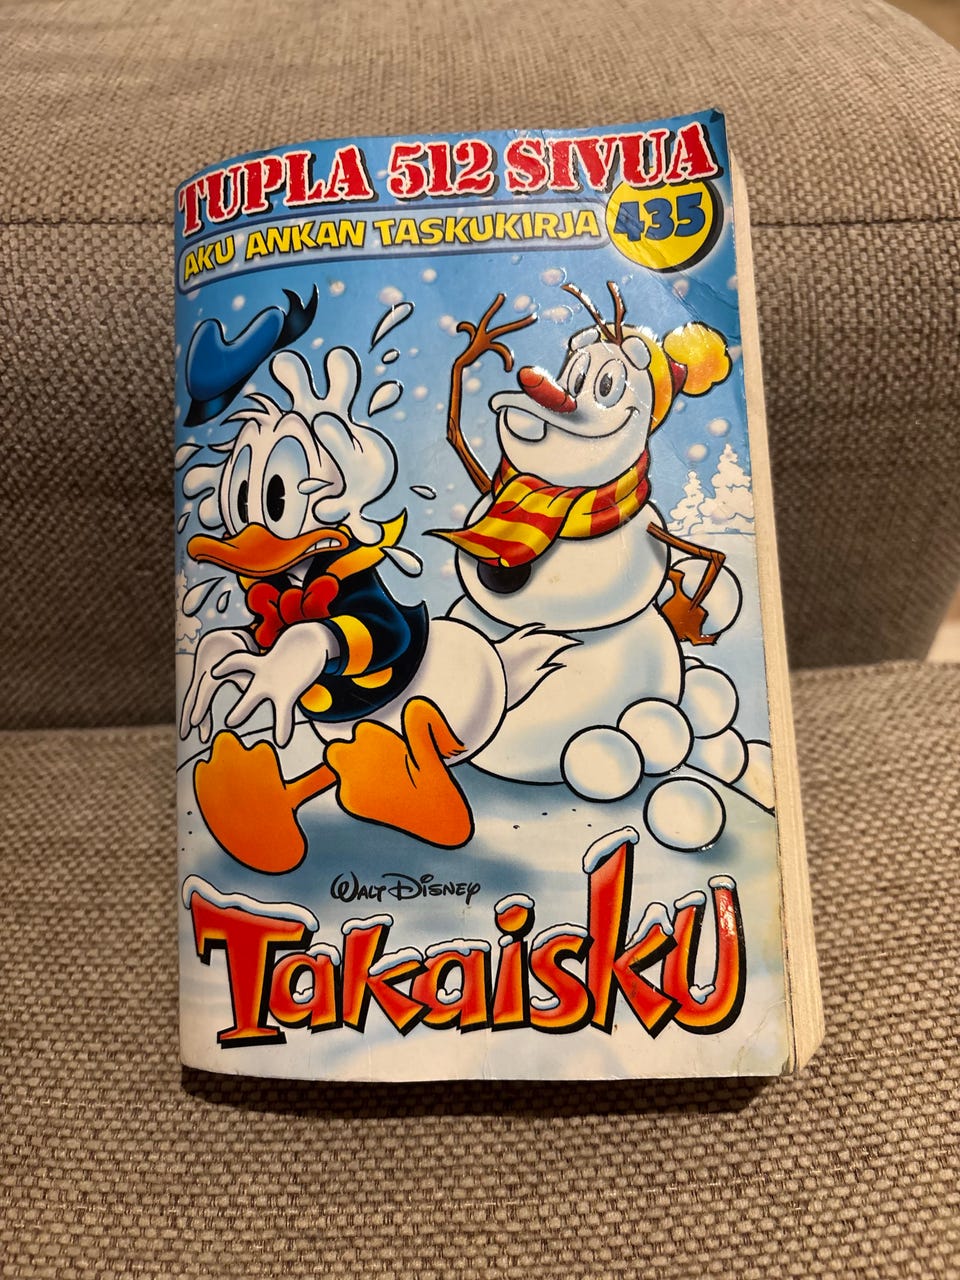 TUPLA 512 SIVUA
AKU ANKAN TASKUKIRJA 435
WALT DISNEY
Takaisku